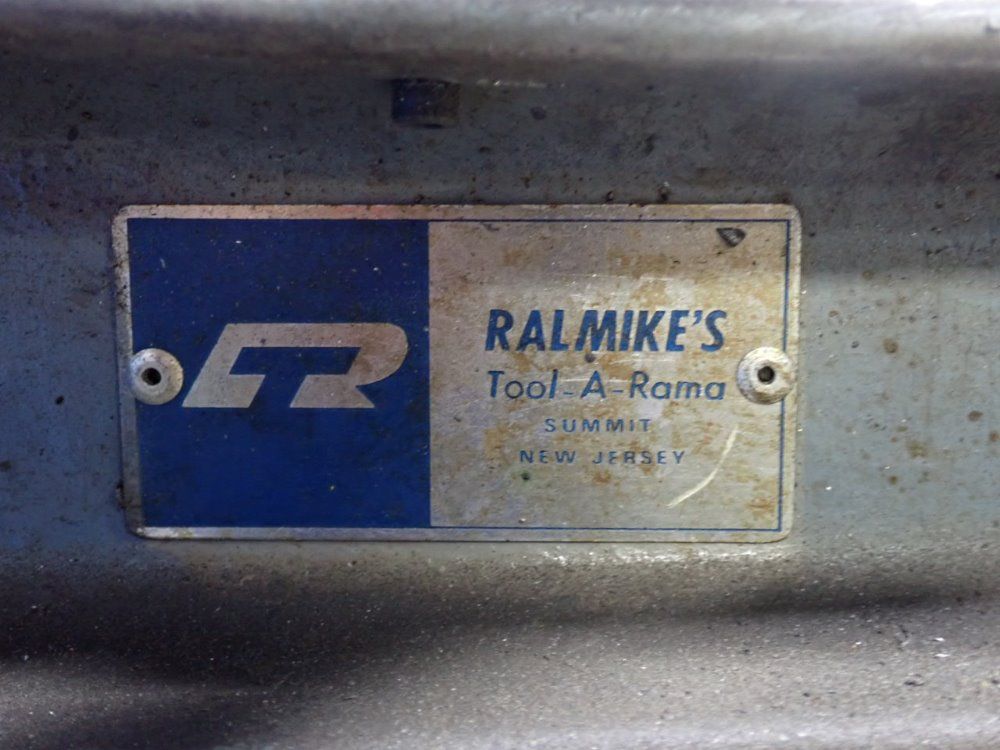 RALMIKE'S
Tool-A-Rama
SUMMIT
NEW JERSEY